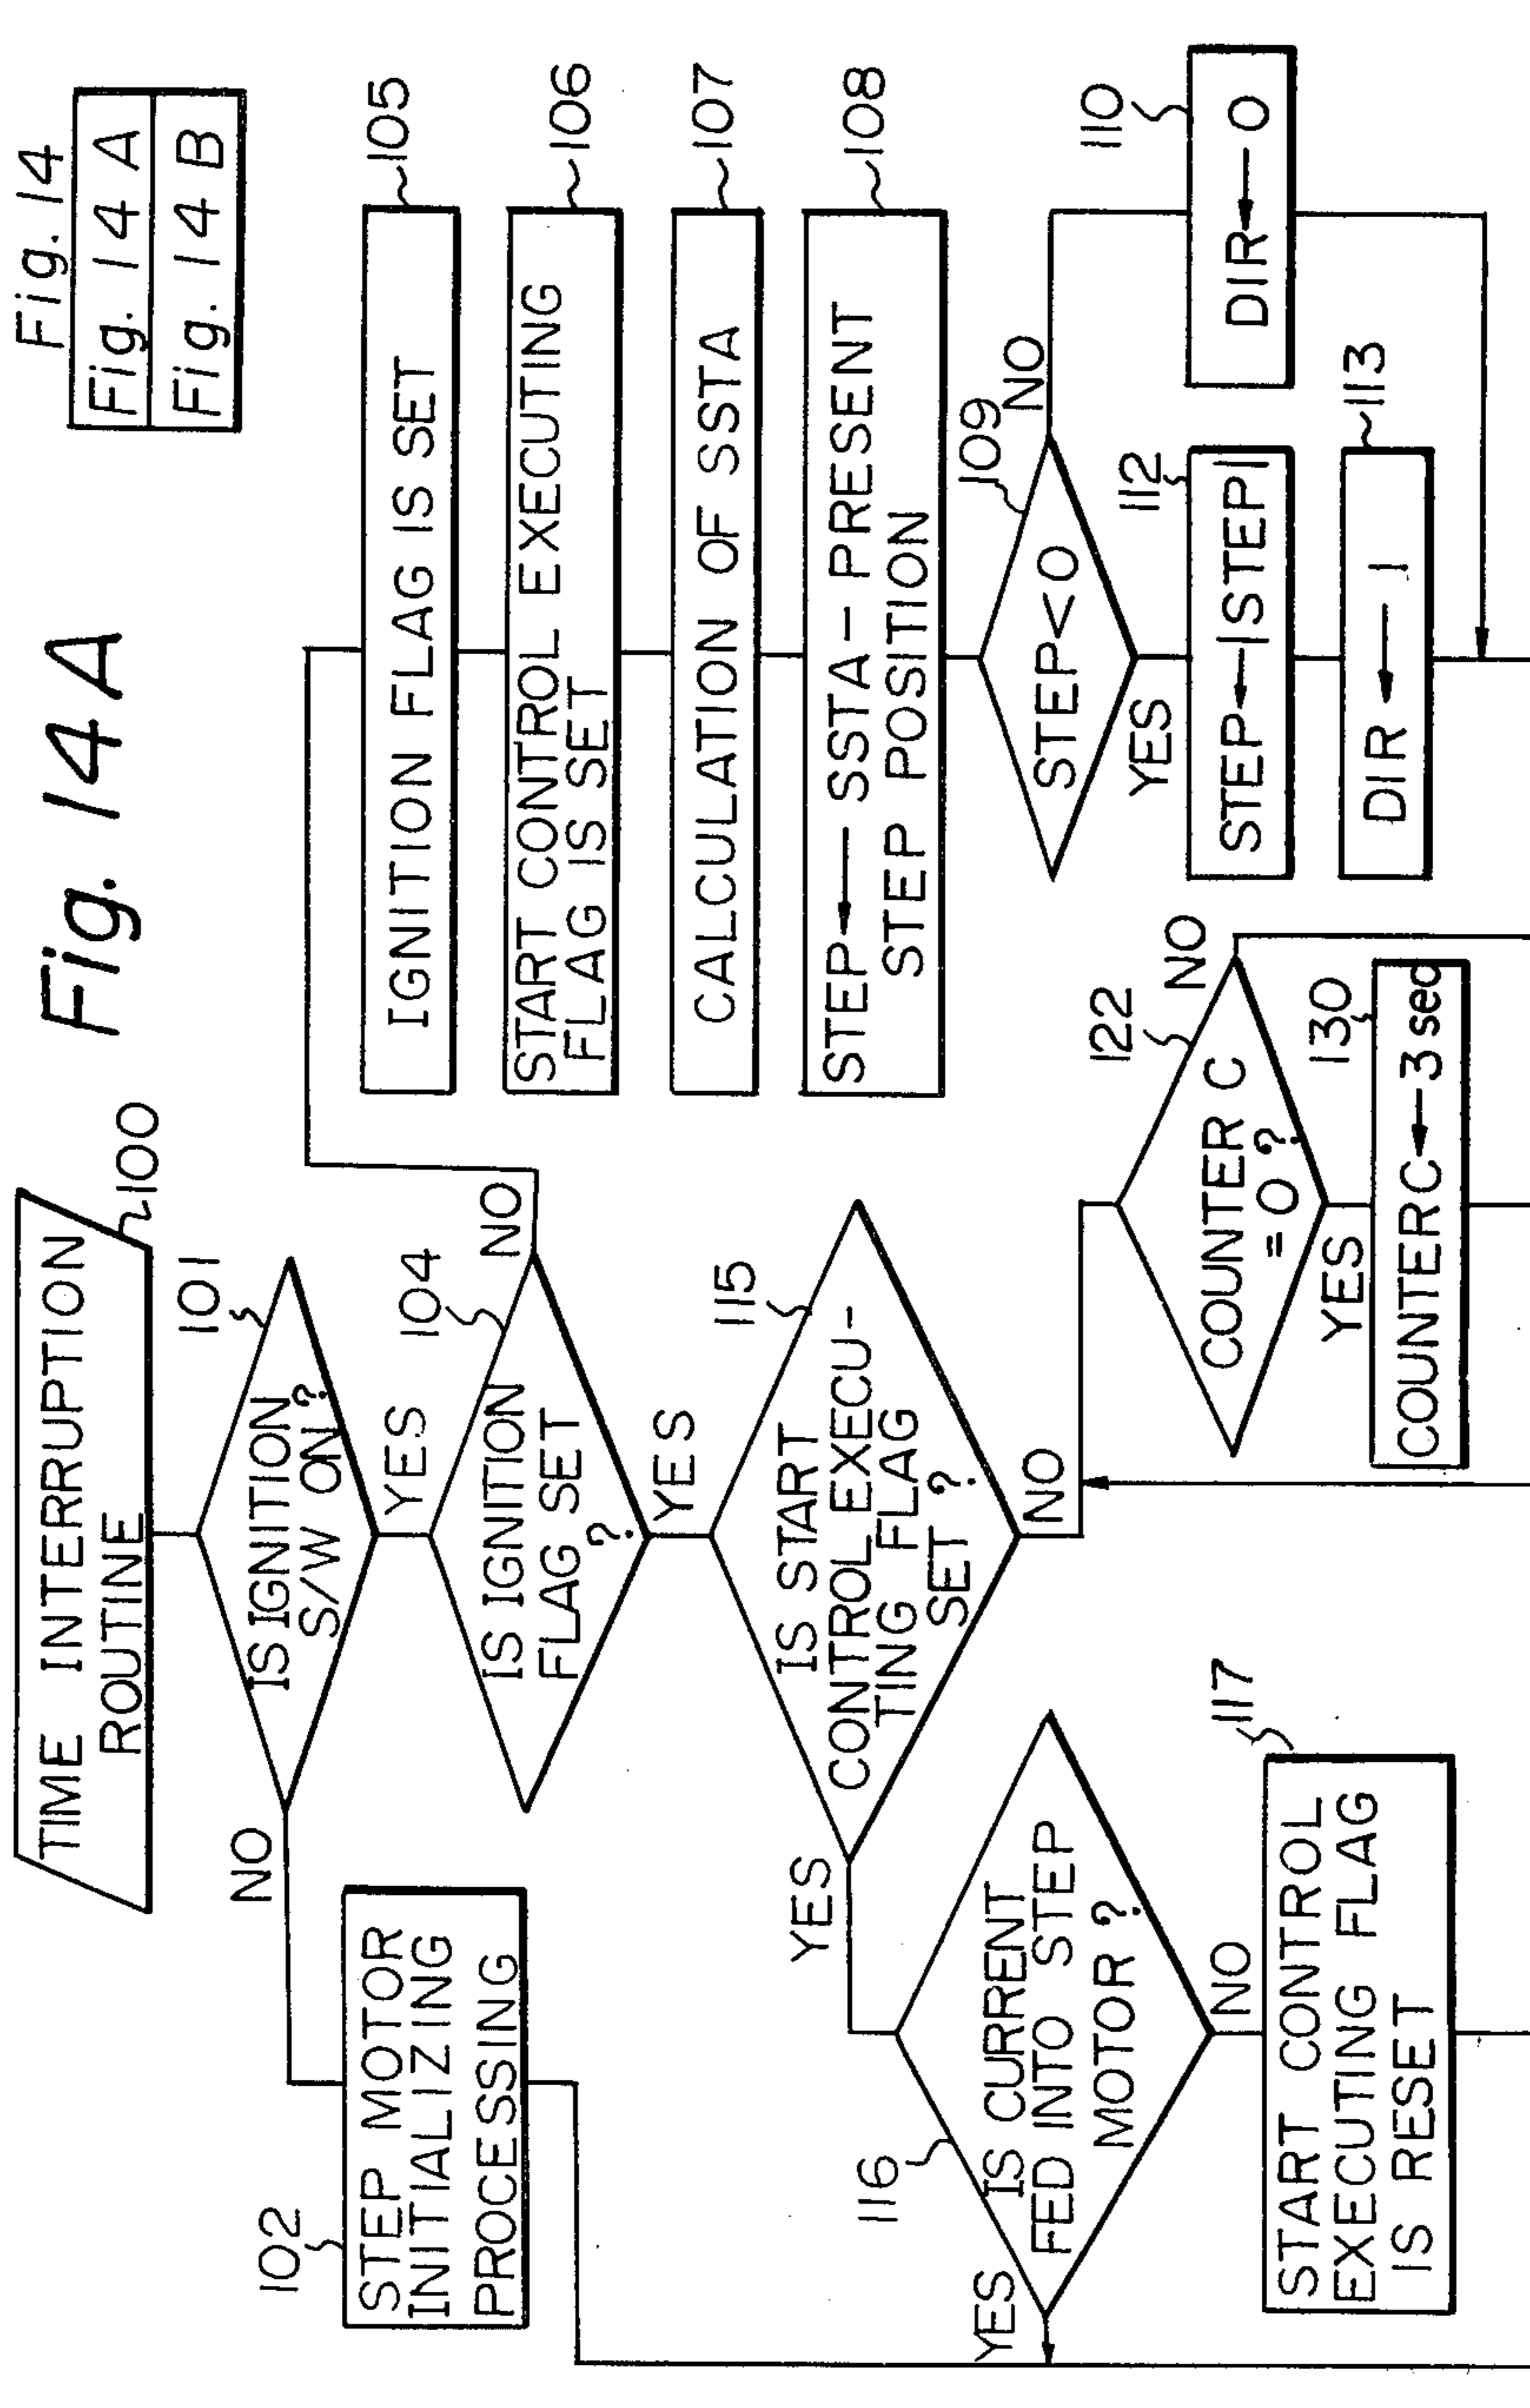 Fig. 14 A
Fig. 14
Fig. 14 A
Fig. 14 B
TIME INTERRUPTION
ROUTINE
100
101
IS IGNITION
S/W ON?
NO
YES
102
STEP MOTOR
INITIALIZING
PROCESSING
104
IS IGNITION
FLAG SET
?
NO
YES
105
IGNITION FLAG IS SET
106
START CONTROL EXECUTING
FLAG IS SET
107
CALCULATION OF SSTA
108
STEP ← SSTA - PRESENT
STEP POSITION
109
STEP<0
NO
YES
110
DIR ← 0
112
STEP ← |STEP|
113
DIR ← 1
115
IS START
CONTROL EXECU-
TING FLAG
SET ?
YES
NO
116
IS CURRENT
FED INTO STEP
MOTOR ?
YES
NO
117
START CONTROL
EXECUTING FLAG
IS RESET
122
COUNTER C
= 0 ?
NO
YES
130
COUNTER C ← 3 sec